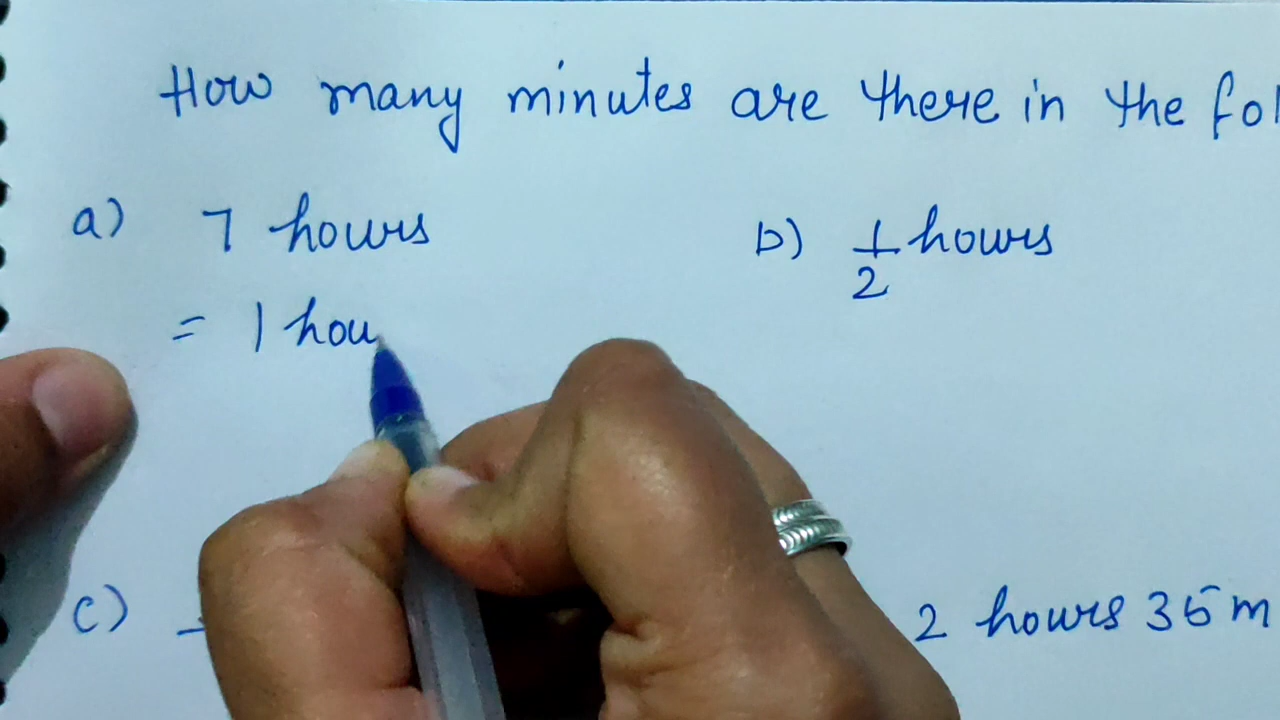 How many minutes are there in the fol
a) 7 hours
b) 1/2 hours
= 1 hou
c)
2 hours 35 m